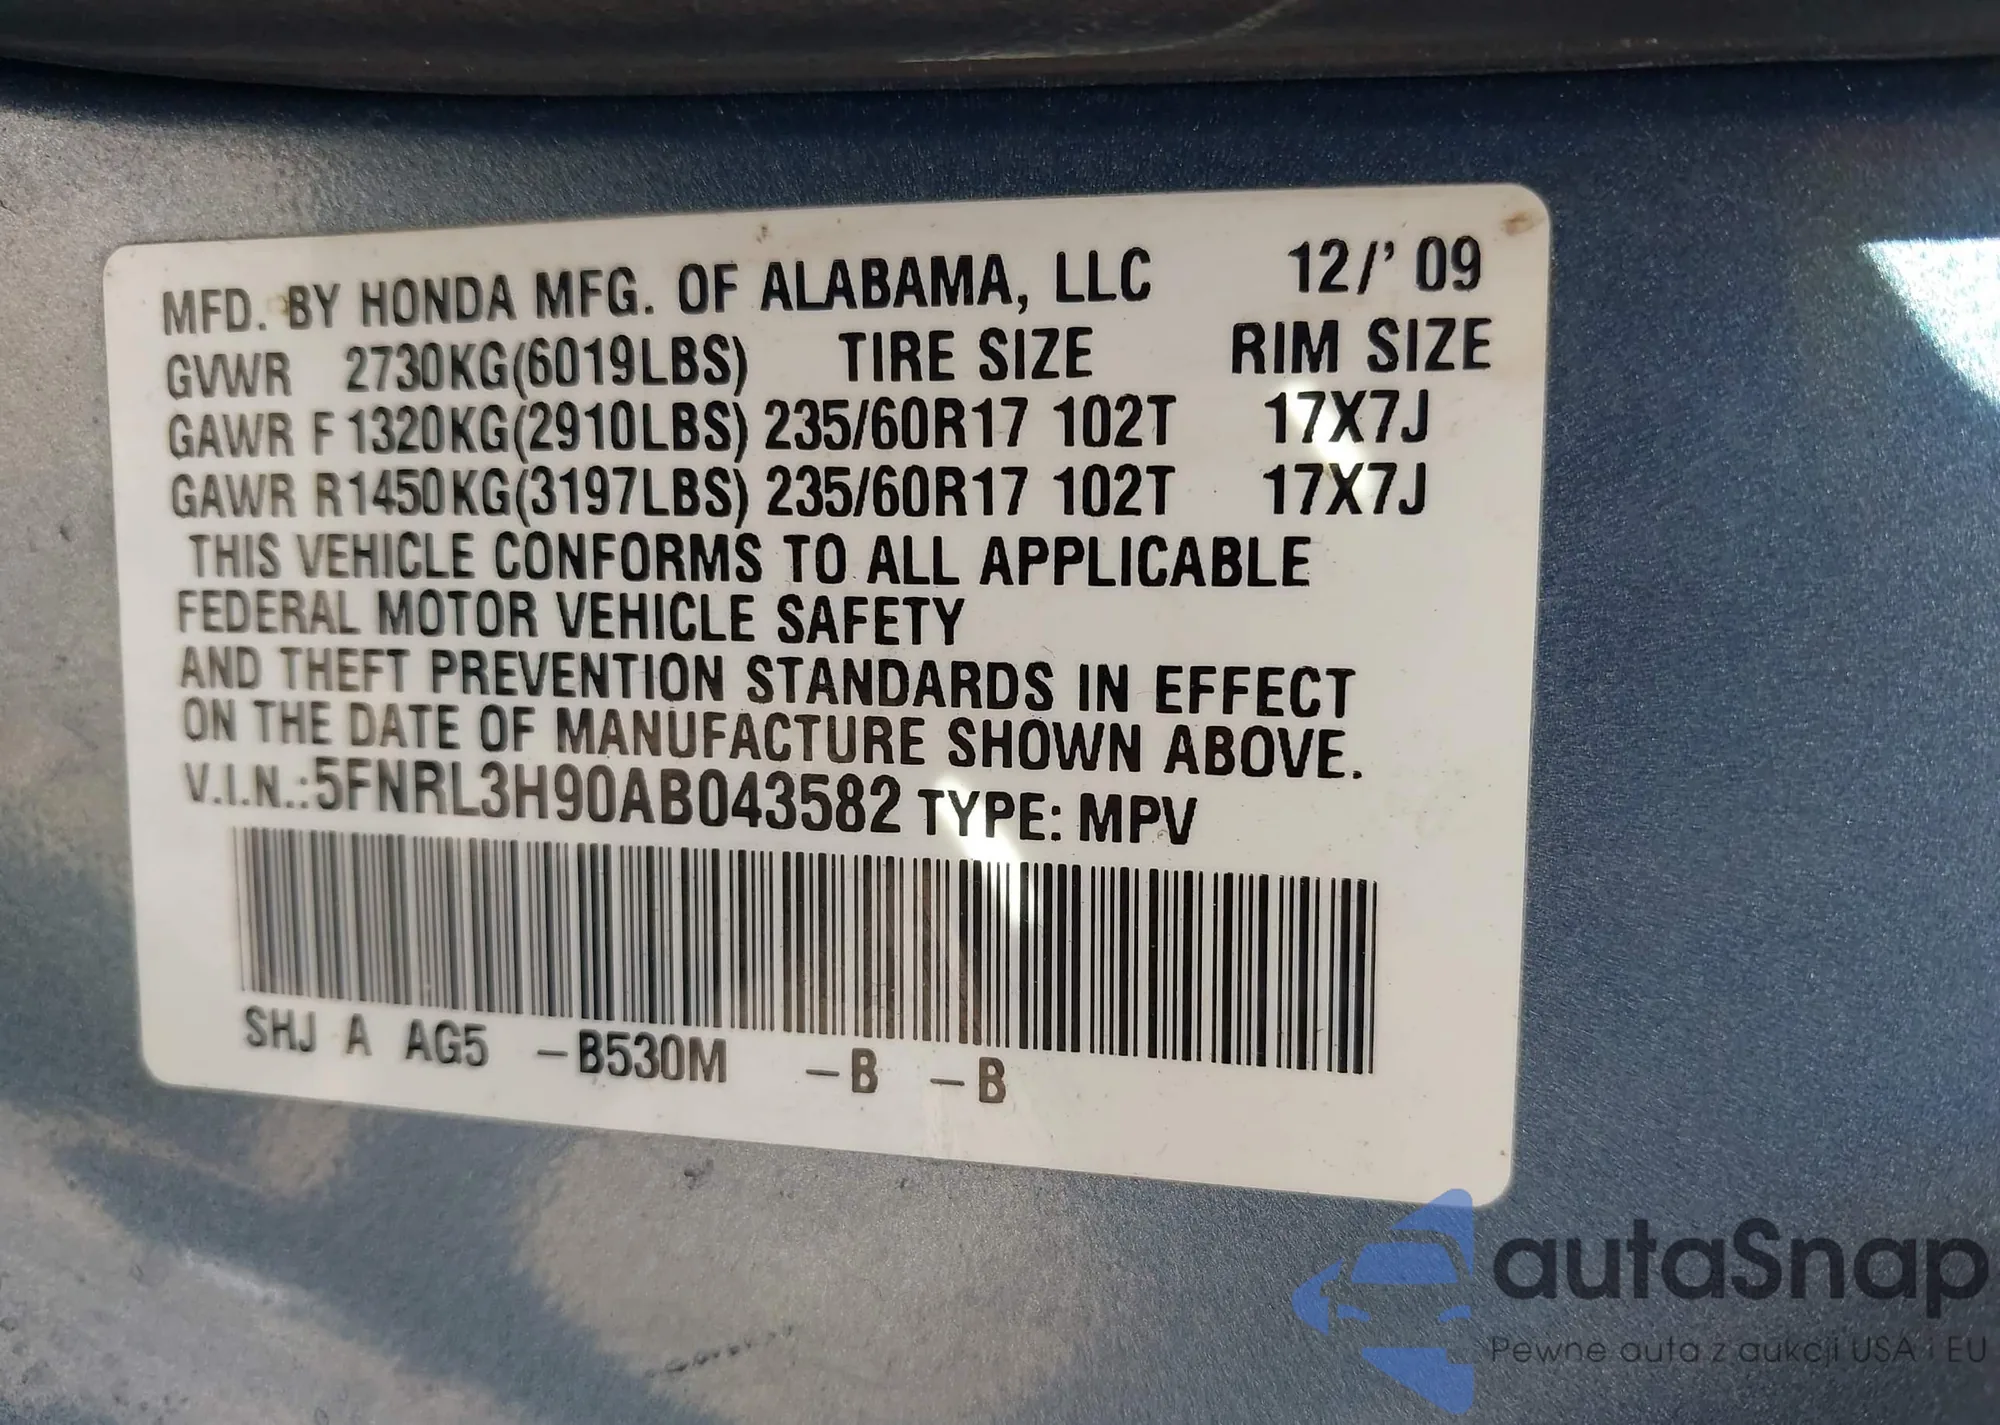 MFD. BY HONDA MFG. OF ALABAMA, LLC 12/' 09
GVWR 2730KG(6019LBS) TIRE SIZE RIM SIZE
GAWR F 1320KG(2910LBS) 235/60R17 102T 17X7J
GAWR R1450KG(3197LBS) 235/60R17 102T 17X7J
THIS VEHICLE CONFORMS TO ALL APPLICABLE
FEDERAL MOTOR VEHICLE SAFETY
AND THEFT PREVENTION STANDARDS IN EFFECT
ON THE DATE OF MANUFACTURE SHOWN ABOVE.
V.I.N.:5FNRL3H90AB043582 TYPE: MPV
SHJ A AG5 –B530M –B –B
autaSnap
Pewne auta z aukcji USA i EU